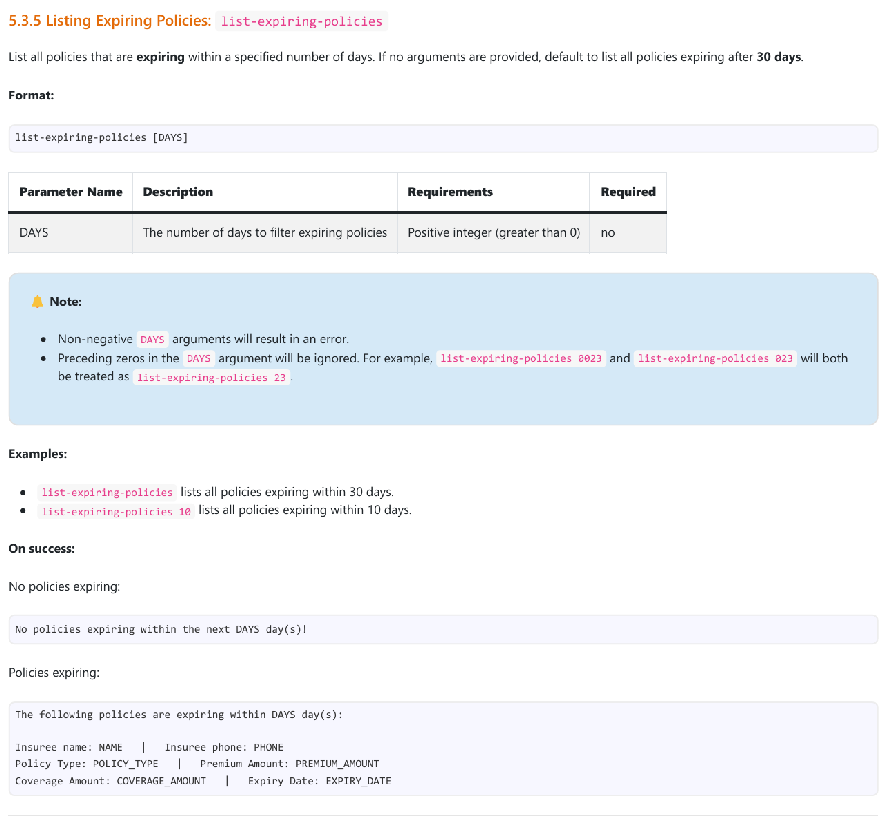 5.3.5 Listing Expiring Policies: list-expiring-policies
List all policies that are expiring within a specified number of days. If no arguments are provided, default to list all policies expiring after 30 days.
Format:
list-expiring-policies [DAYS]
Parameter Name Description Requirements Required
DAYS The number of days to filter expiring policies Positive integer (greater than 0) no
Note:
● Non-negative DAYS arguments will result in an error.
● Preceding zeros in the DAYS argument will be ignored. For example, list-expiring-policies 0023 and list-expiring-policies 023 will both
be treated as list-expiring-policies 23.
Examples:
● list-expiring-policies lists all policies expiring within 30 days.
● list-expiring-policies 10 lists all policies expiring within 10 days.
On success:
No policies expiring:
No policies expiring within the next DAYS day(s)!
Policies expiring:
The following policies are expiring within DAYS day(s):
Insuree name: NAME | Insuree phone: PHONE
Policy Type: POLICY_TYPE | Premium Amount: PREMIUM_AMOUNT
Coverage Amount: COVERAGE_AMOUNT | Expiry Date: EXPIRY_DATE